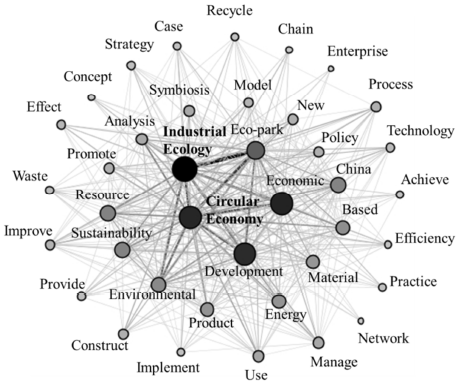 Recycle
Case
Chain
Strategy
Enterprise
Concept
Symbiosis
Model
Process
Effect
Analysis
Industrial
Ecology
Eco-park
New
Policy
Technology
Waste
Promote
Economic
China
Achieve
Resource
Circular
Economy
Based
Improve
Sustainability
Efficiency
Development
Provide
Environmental
Material
Practice
Product
Energy
Construct
Network
Implement
Use
Manage